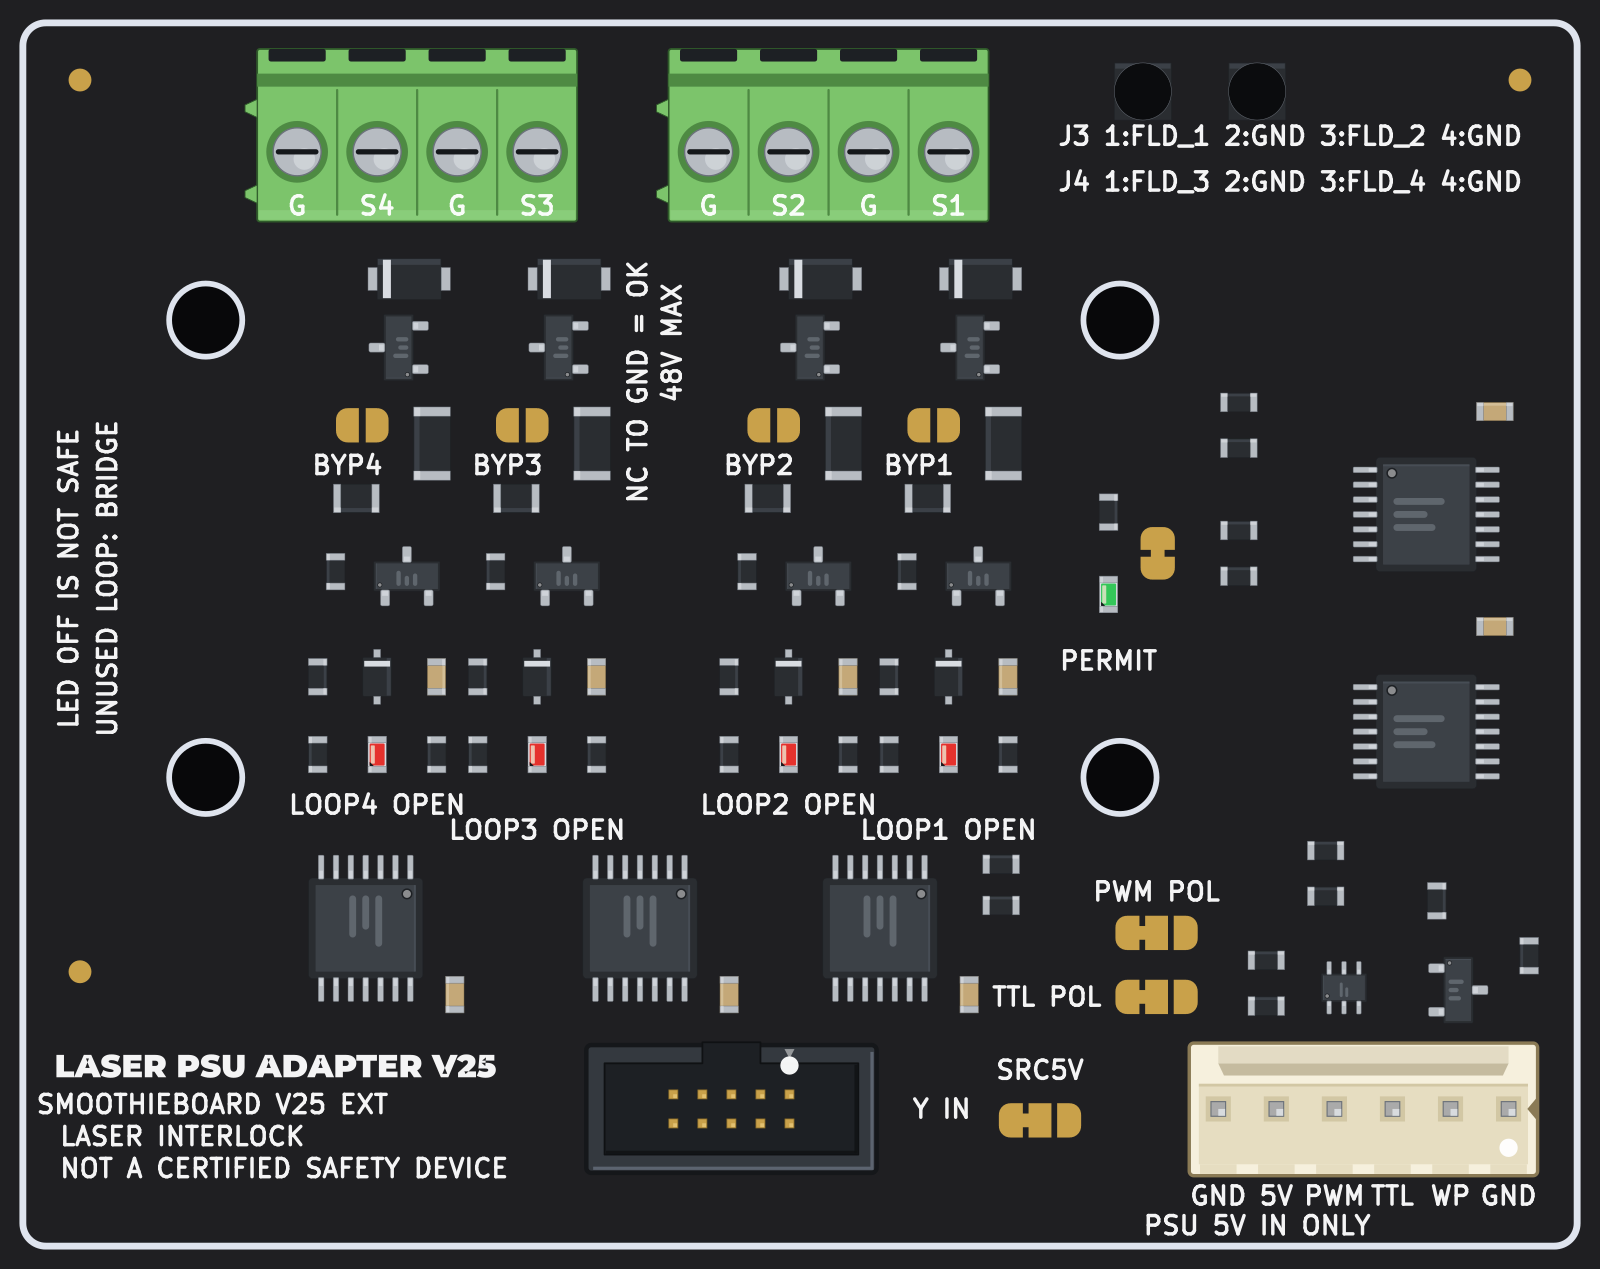 J3 1:FLD_1 2:GND 3:FLD_2 4:GND
J4 1:FLD_3 2:GND 3:FLD_4 4:GND
G S4 G S3
G S2 G S1
NC TO GND = OK
48V MAX
BYP4
BYP3
BYP2
BYP1
LED OFF IS NOT SAFE
UNUSED LOOP: BRIDGE
PERMIT
LOOP4 OPEN
LOOP3 OPEN
LOOP2 OPEN
LOOP1 OPEN
PWM POL
TTL POL
LASER PSU ADAPTER V25
SMOOTHIEBOARD V25 EXT
LASER INTERLOCK
NOT A CERTIFIED SAFETY DEVICE
Y IN
SRC5V
GND 5V PWM TTL WP GND
PSU 5V IN ONLY